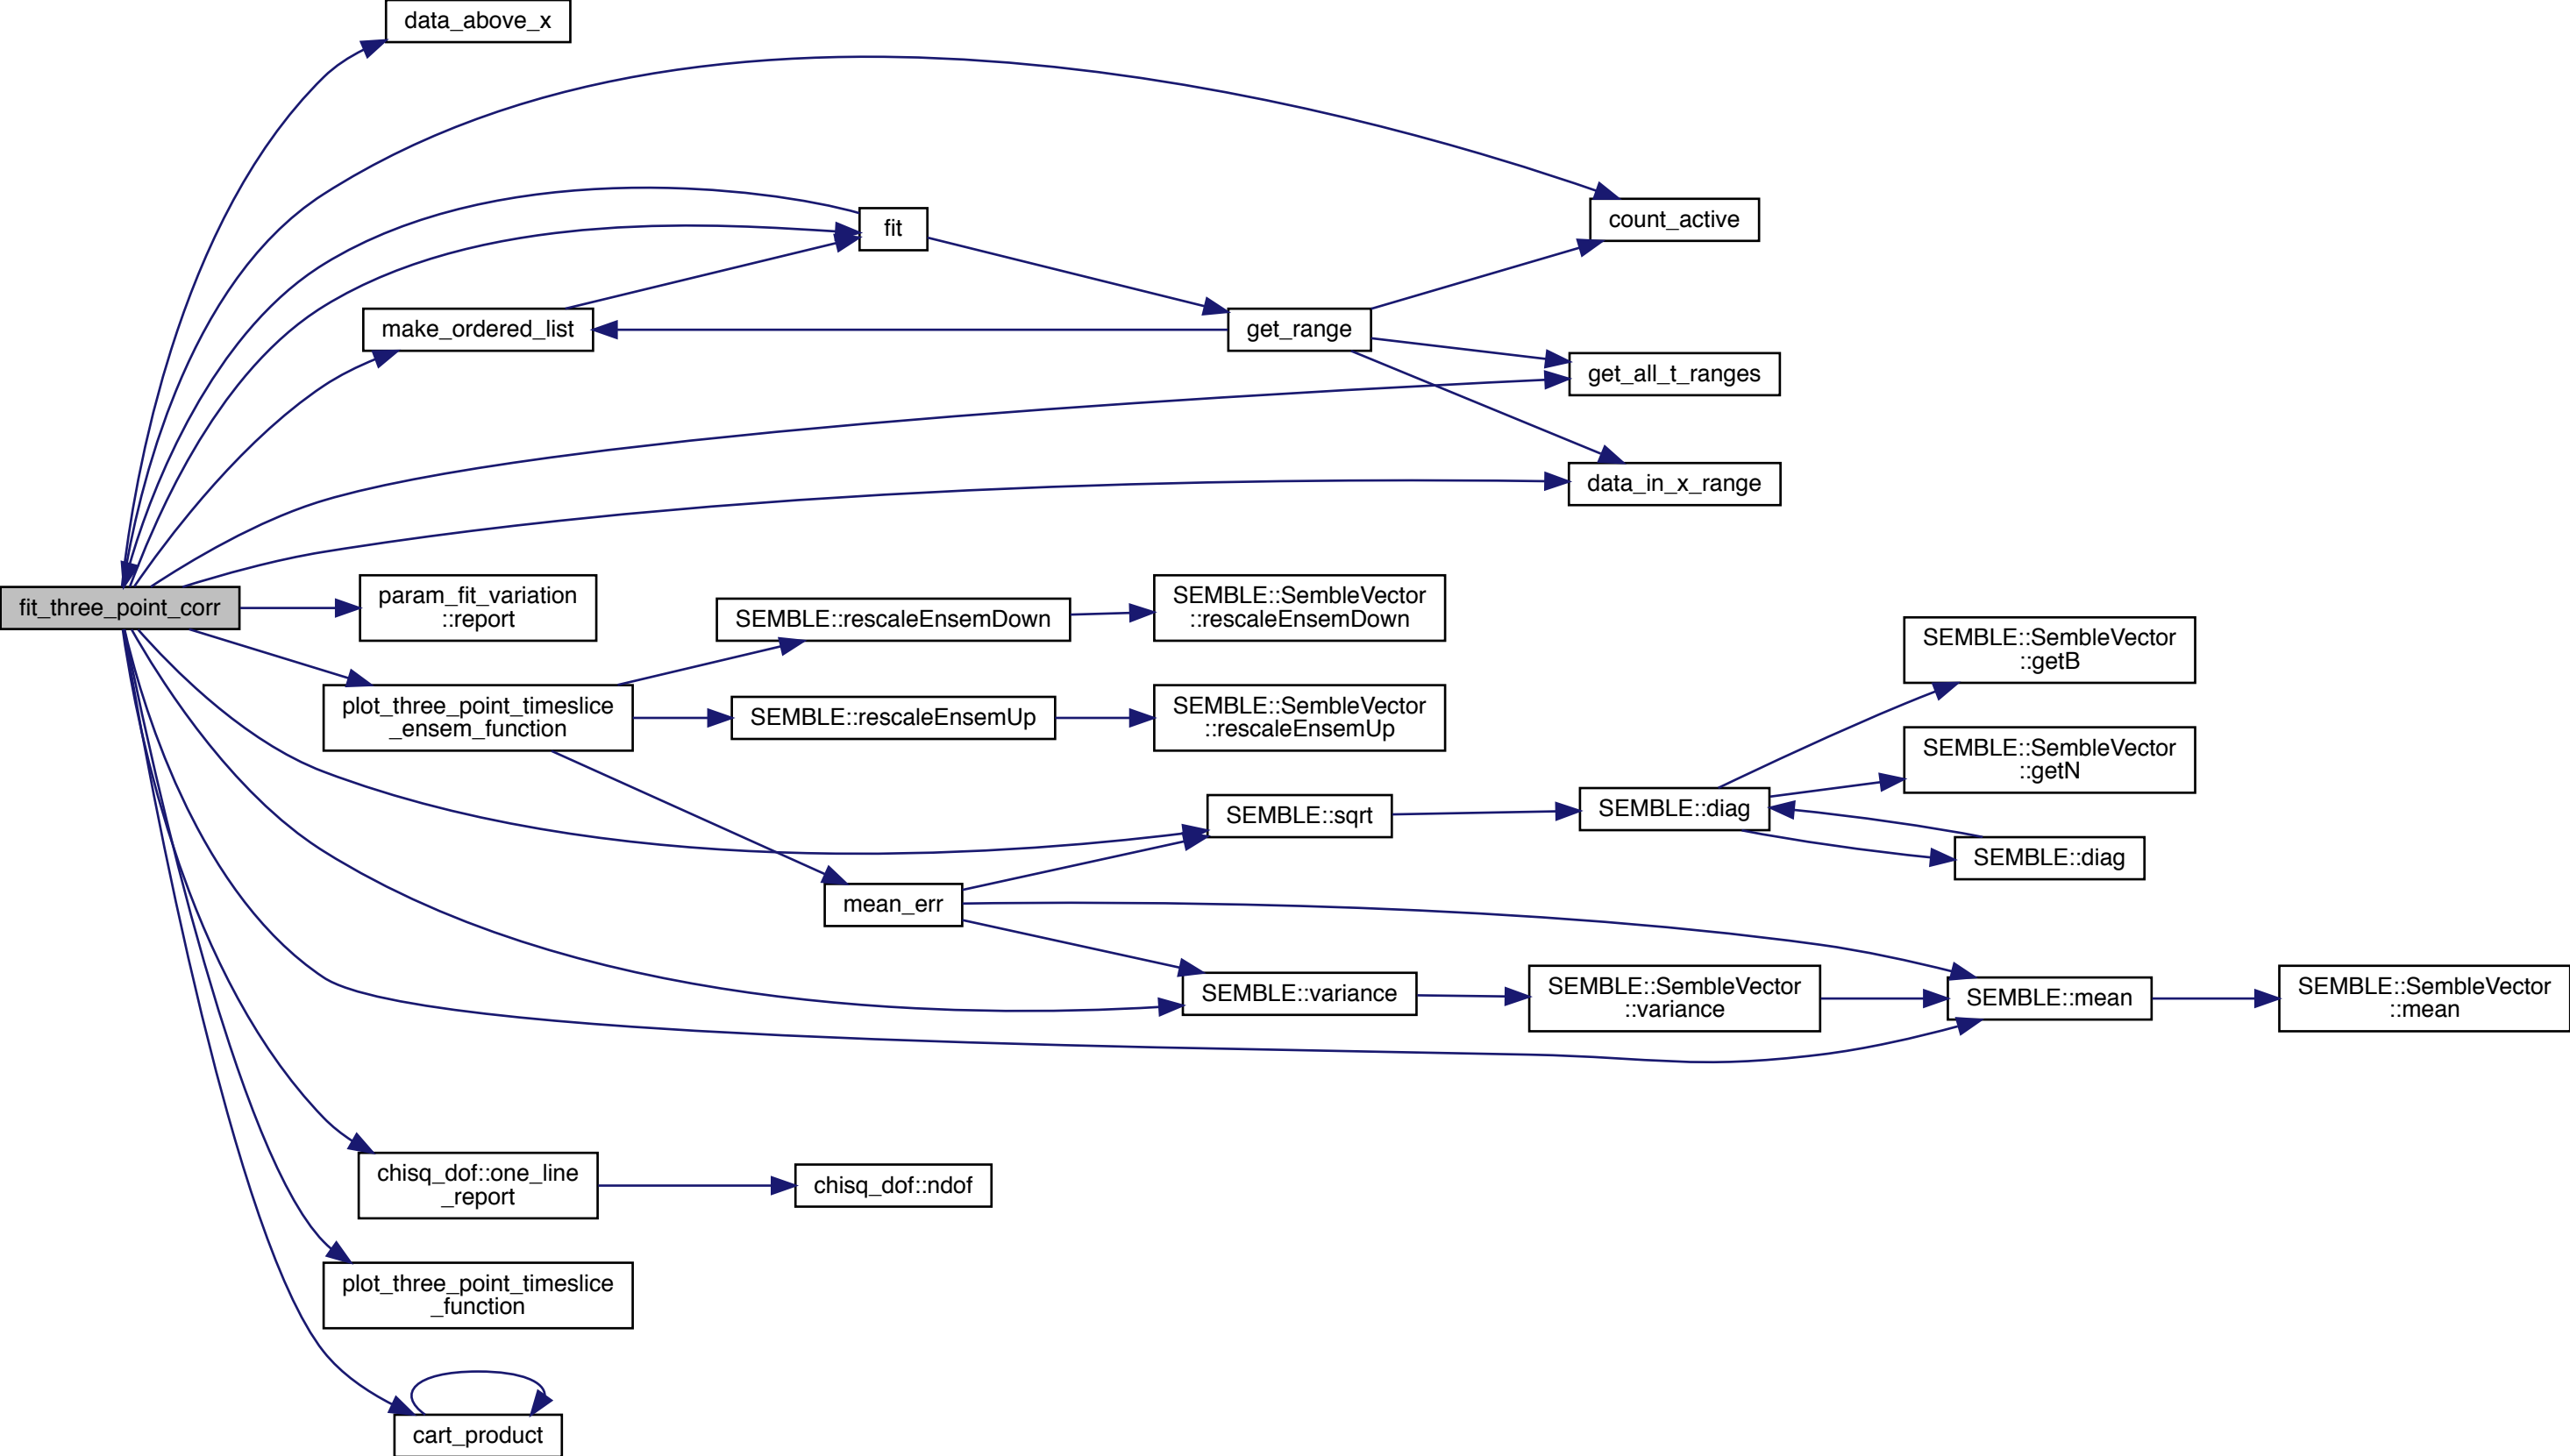 data_above_x
count_active
fit
make_ordered_list
get_range
get_all_t_ranges
data_in_x_range
fit_three_point_corr
param_fit_variation
::report
SEMBLE::rescaleEnsemDown
SEMBLE::SembleVector
::rescaleEnsemDown
plot_three_point_timeslice
_ensem_function
SEMBLE::rescaleEnsemUp
SEMBLE::SembleVector
::rescaleEnsemUp
SEMBLE::SembleVector
::getB
SEMBLE::SembleVector
::getN
SEMBLE::sqrt
SEMBLE::diag
SEMBLE::diag
mean_err
SEMBLE::variance
SEMBLE::SembleVector
::variance
SEMBLE::mean
SEMBLE::SembleVector
::mean
chisq_dof::one_line
_report
chisq_dof::ndof
plot_three_point_timeslice
_function
cart_product